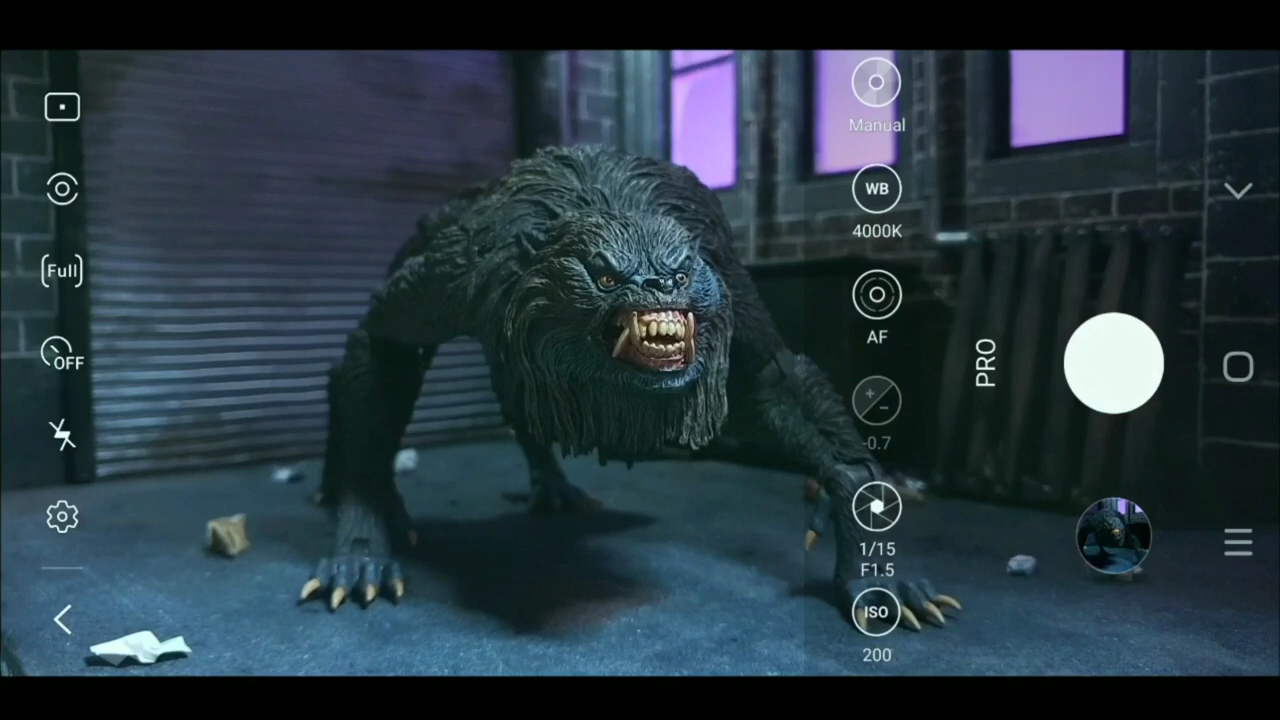 Manual
WB
4000K
[Full]
AF
OFF
-0.7
PRO
1/15
F1.5
ISO
200